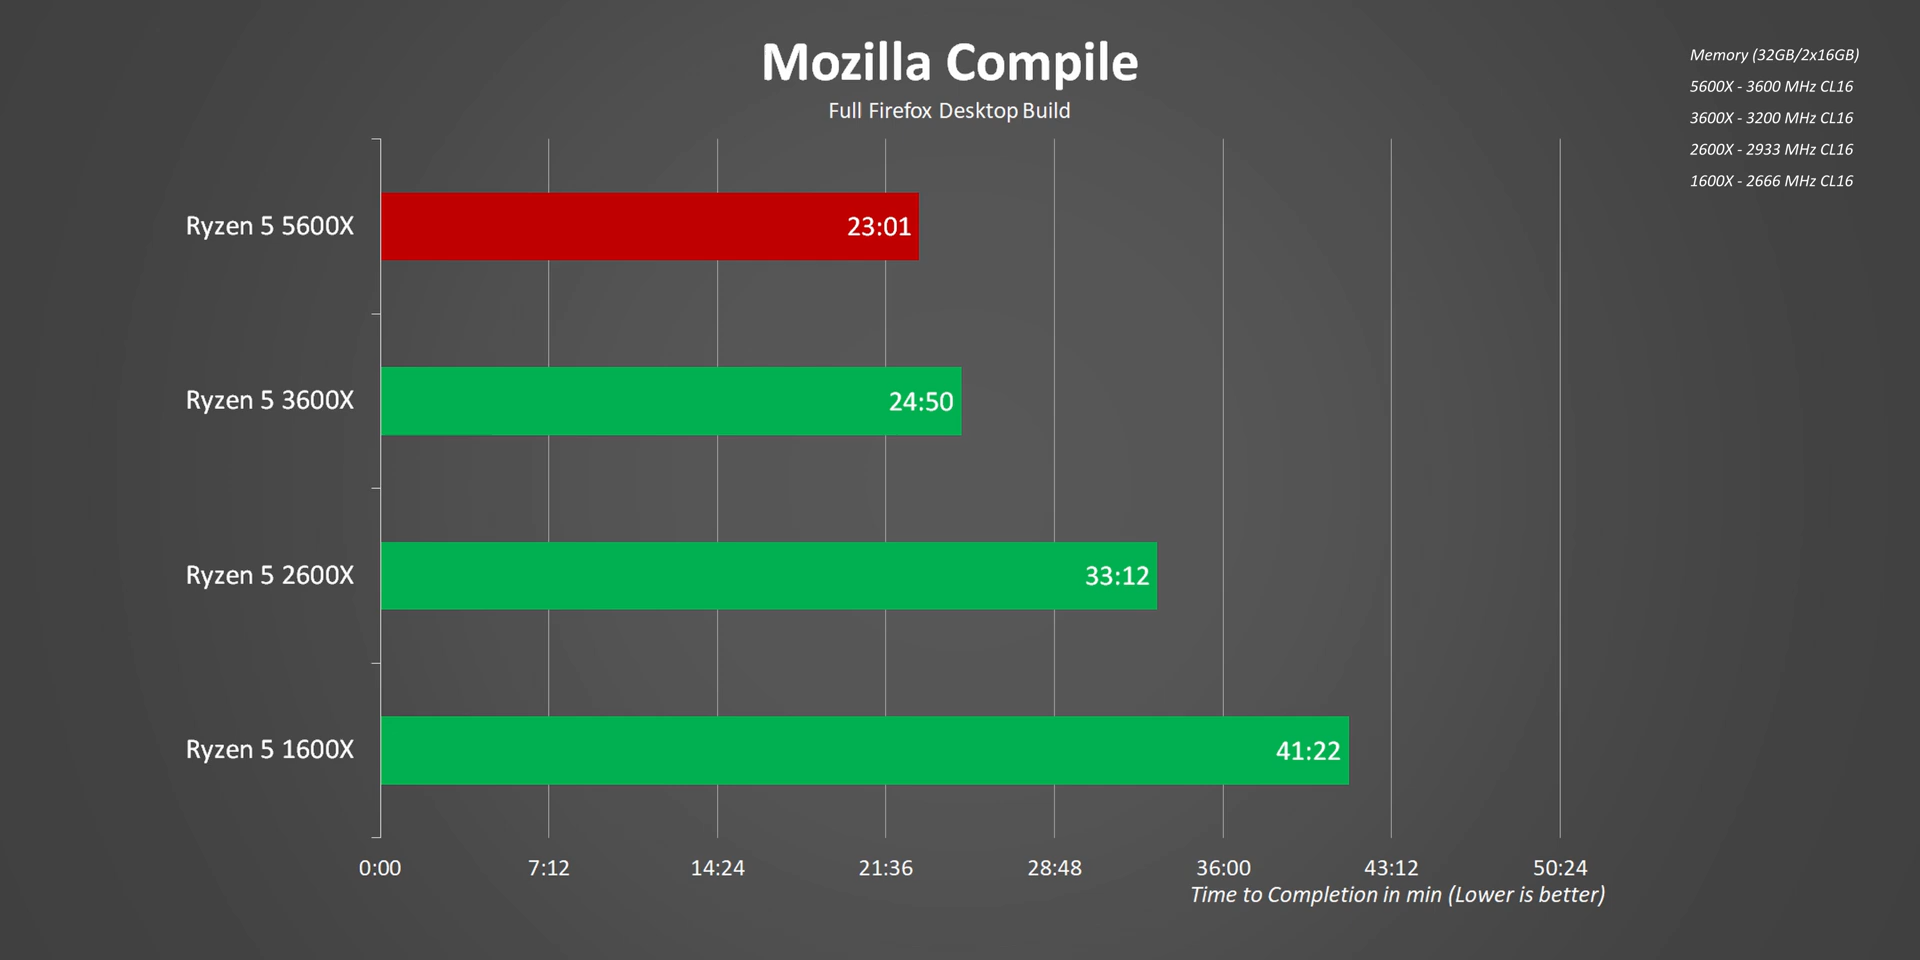 Mozilla Compile
Full Firefox Desktop Build
Memory (32GB/2x16GB)
5600X - 3600 MHz CL16
3600X - 3200 MHz CL16
2600X - 2933 MHz CL16
1600X - 2666 MHz CL16
Ryzen 5 5600X 23:01
Ryzen 5 3600X 24:50
Ryzen 5 2600X 33:12
Ryzen 5 1600X 41:22
0:00 7:12 14:24 21:36 28:48 36:00 43:12 50:24
Time to Completion in min (Lower is better)